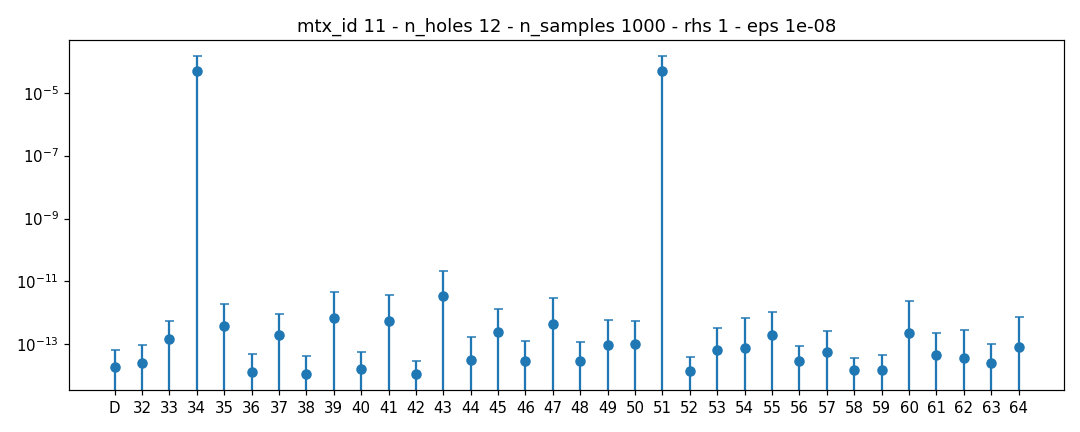 mtx_id 11 - n_holes 12 - n_samples 1000 - rhs 1 - eps 1e-08
10⁻⁵
10⁻⁷
10⁻⁹
10⁻¹¹
10⁻¹³
D 32 33 34 35 36 37 38 39 40 41 42 43 44 45 46 47 48 49 50 51 52 53 54 55 56 57 58 59 60 61 62 63 64